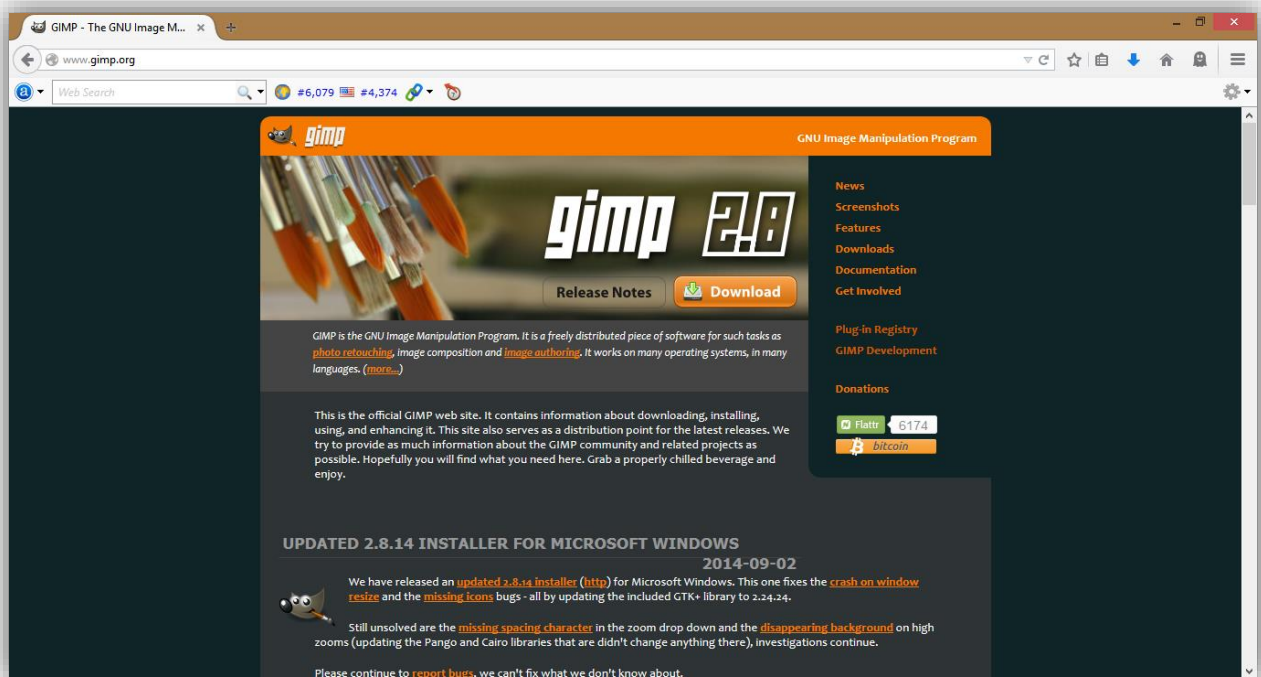 GIMP - The GNU Image M...
www.gimp.org
Web Search
#6,079 #4,374
gimp
GNU Image Manipulation Program
gimp 2.8
Release Notes Download
News
Screenshots
Features
Downloads
Documentation
Get Involved
Plug-in Registry
GIMP Development
Donations
Flattr 6174
bitcoin
GIMP is the GNU Image Manipulation Program. It is a freely distributed piece of software for such tasks as
photo retouching, image composition and image authoring. It works on many operating systems, in many
languages. (more...)
This is the official GIMP web site. It contains information about downloading, installing,
using, and enhancing it. This site also serves as a distribution point for the latest releases. We
try to provide as much information about the GIMP community and related projects as
possible. Hopefully you will find what you need here. Grab a properly chilled beverage and
enjoy.
UPDATED 2.8.14 INSTALLER FOR MICROSOFT WINDOWS
2014-09-02
We have released an updated 2.8.14 installer (http) for Microsoft Windows. This one fixes the crash on window
resize and the missing icons bugs - all by updating the included GTK+ library to 2.24.24.
Still unsolved are the missing spacing character in the zoom drop down and the disappearing background on high
zooms (updating the Pango and Cairo libraries that are didn't change anything there), investigations continue.
Please continue to report bugs, we can't fix what we don't know about.